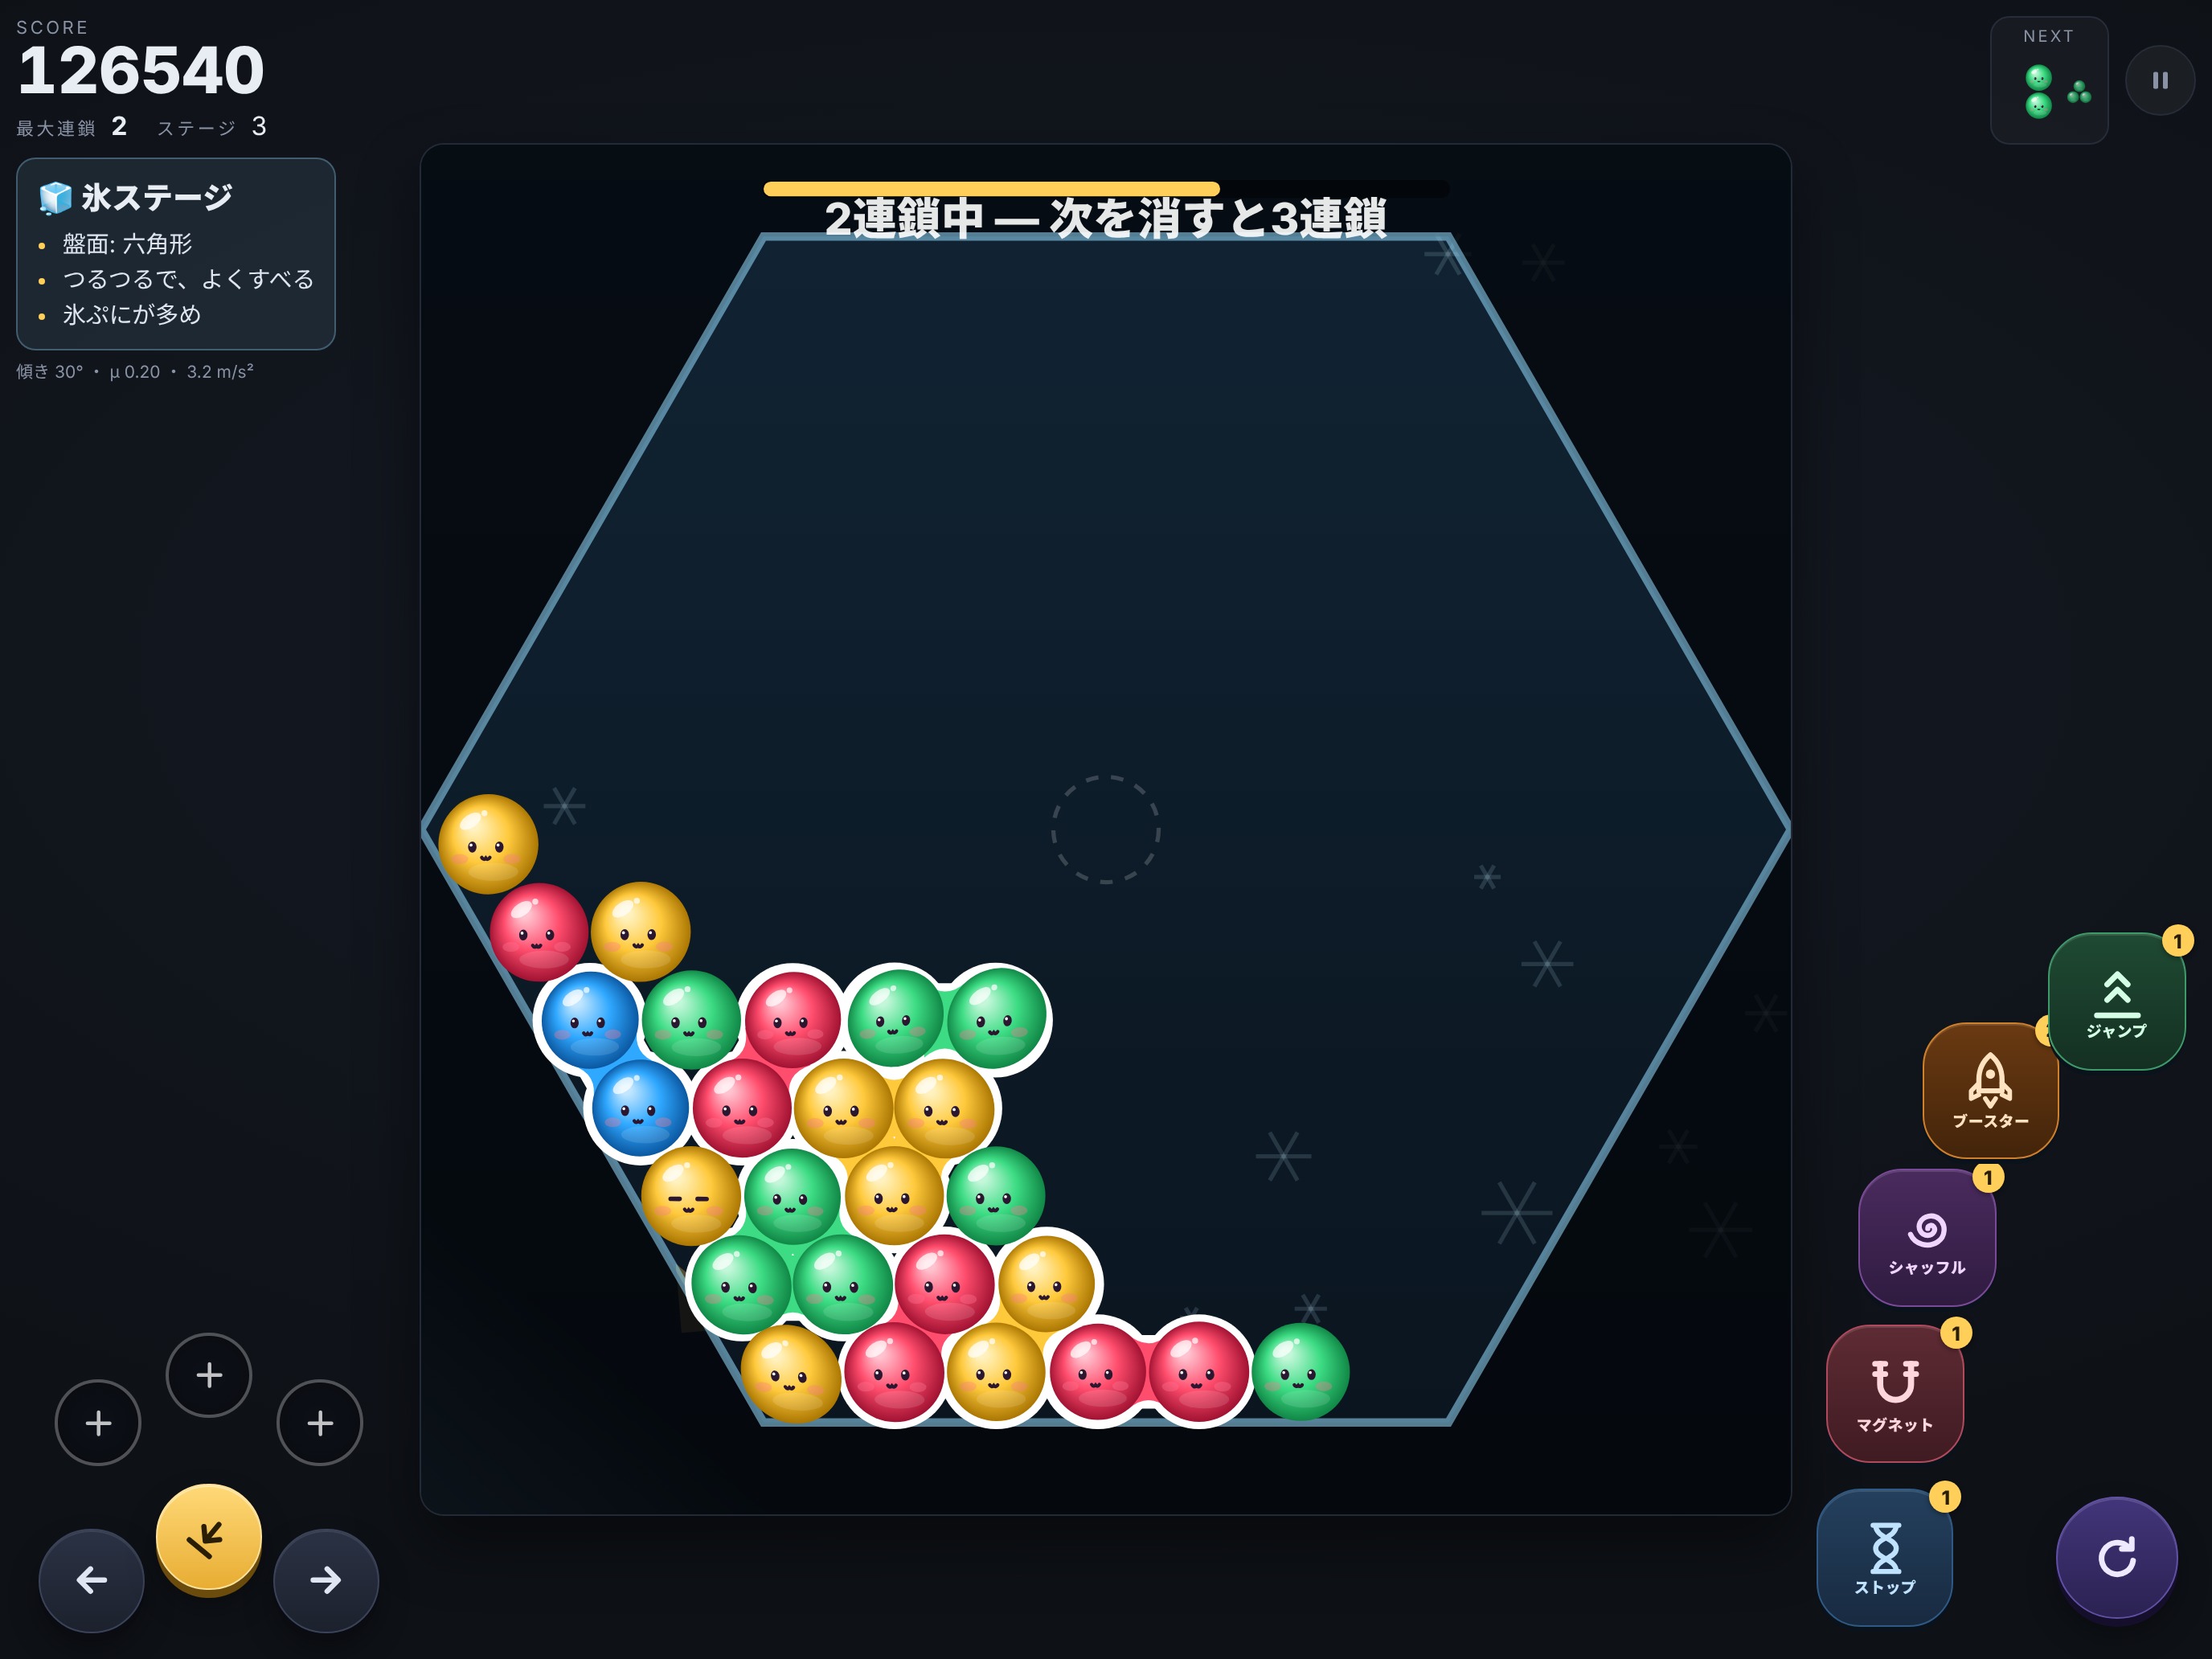 SCORE
126540
最大連鎖 2 ステージ 3
氷ステージ
• 盤面: 六角形
• つるつるで、よくすべる
• 氷ぷにが多め
傾き 30° ・ μ 0.20 ・ 3.2 m/s²
NEXT
2連鎖中 — 次を消すと3連鎖
1
ジャンプ
ブースター
1
シャッフル
1
マグネット
1
ストップ